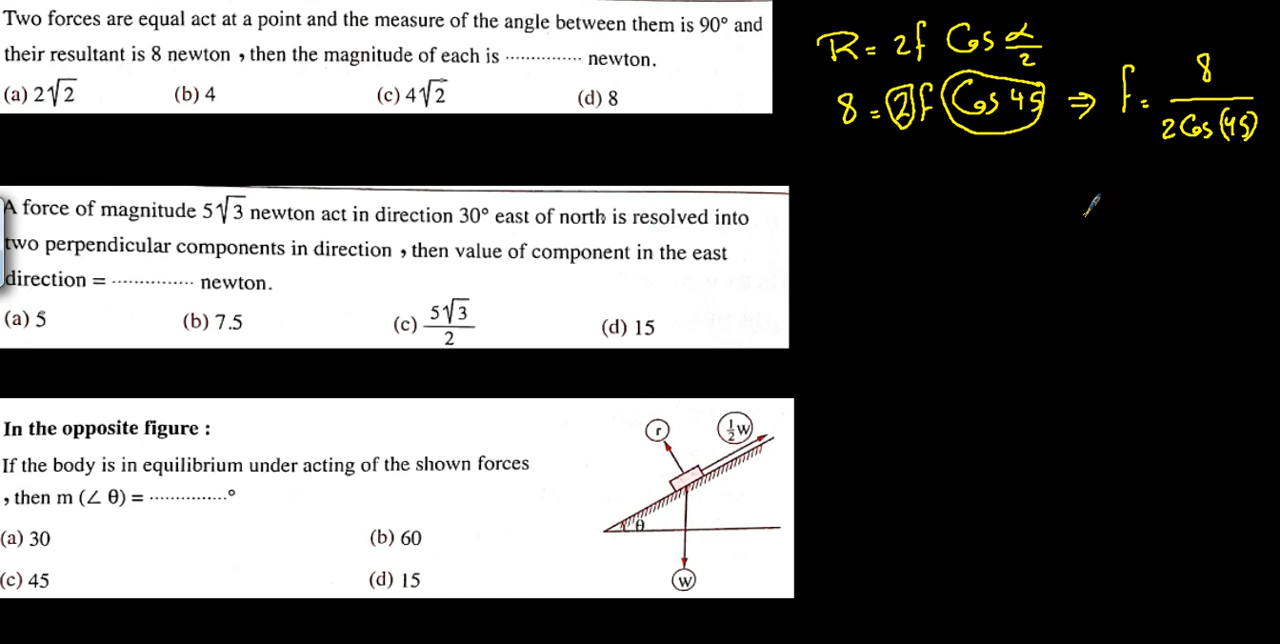 Two forces are equal act at a point and the measure of the angle between them is 90° and
their resultant is 8 newton , then the magnitude of each is ·············· newton.
(a) 2√2 (b) 4 (c) 4√2 (d) 8
R = 2f Cos α/2
8 = 2f Cos 45 ⇒ f = 8 / 2 Cos (45)
A force of magnitude 5√3 newton act in direction 30° east of north is resolved into
two perpendicular components in direction , then value of component in the east
direction = ·············· newton.
(a) 5 (b) 7.5 (c) 5√3/2 (d) 15
In the opposite figure :
If the body is in equilibrium under acting of the shown forces
, then m (∠ θ) = ··············°
(a) 30 (b) 60
(c) 45 (d) 15
r
1/2 W
θ
W